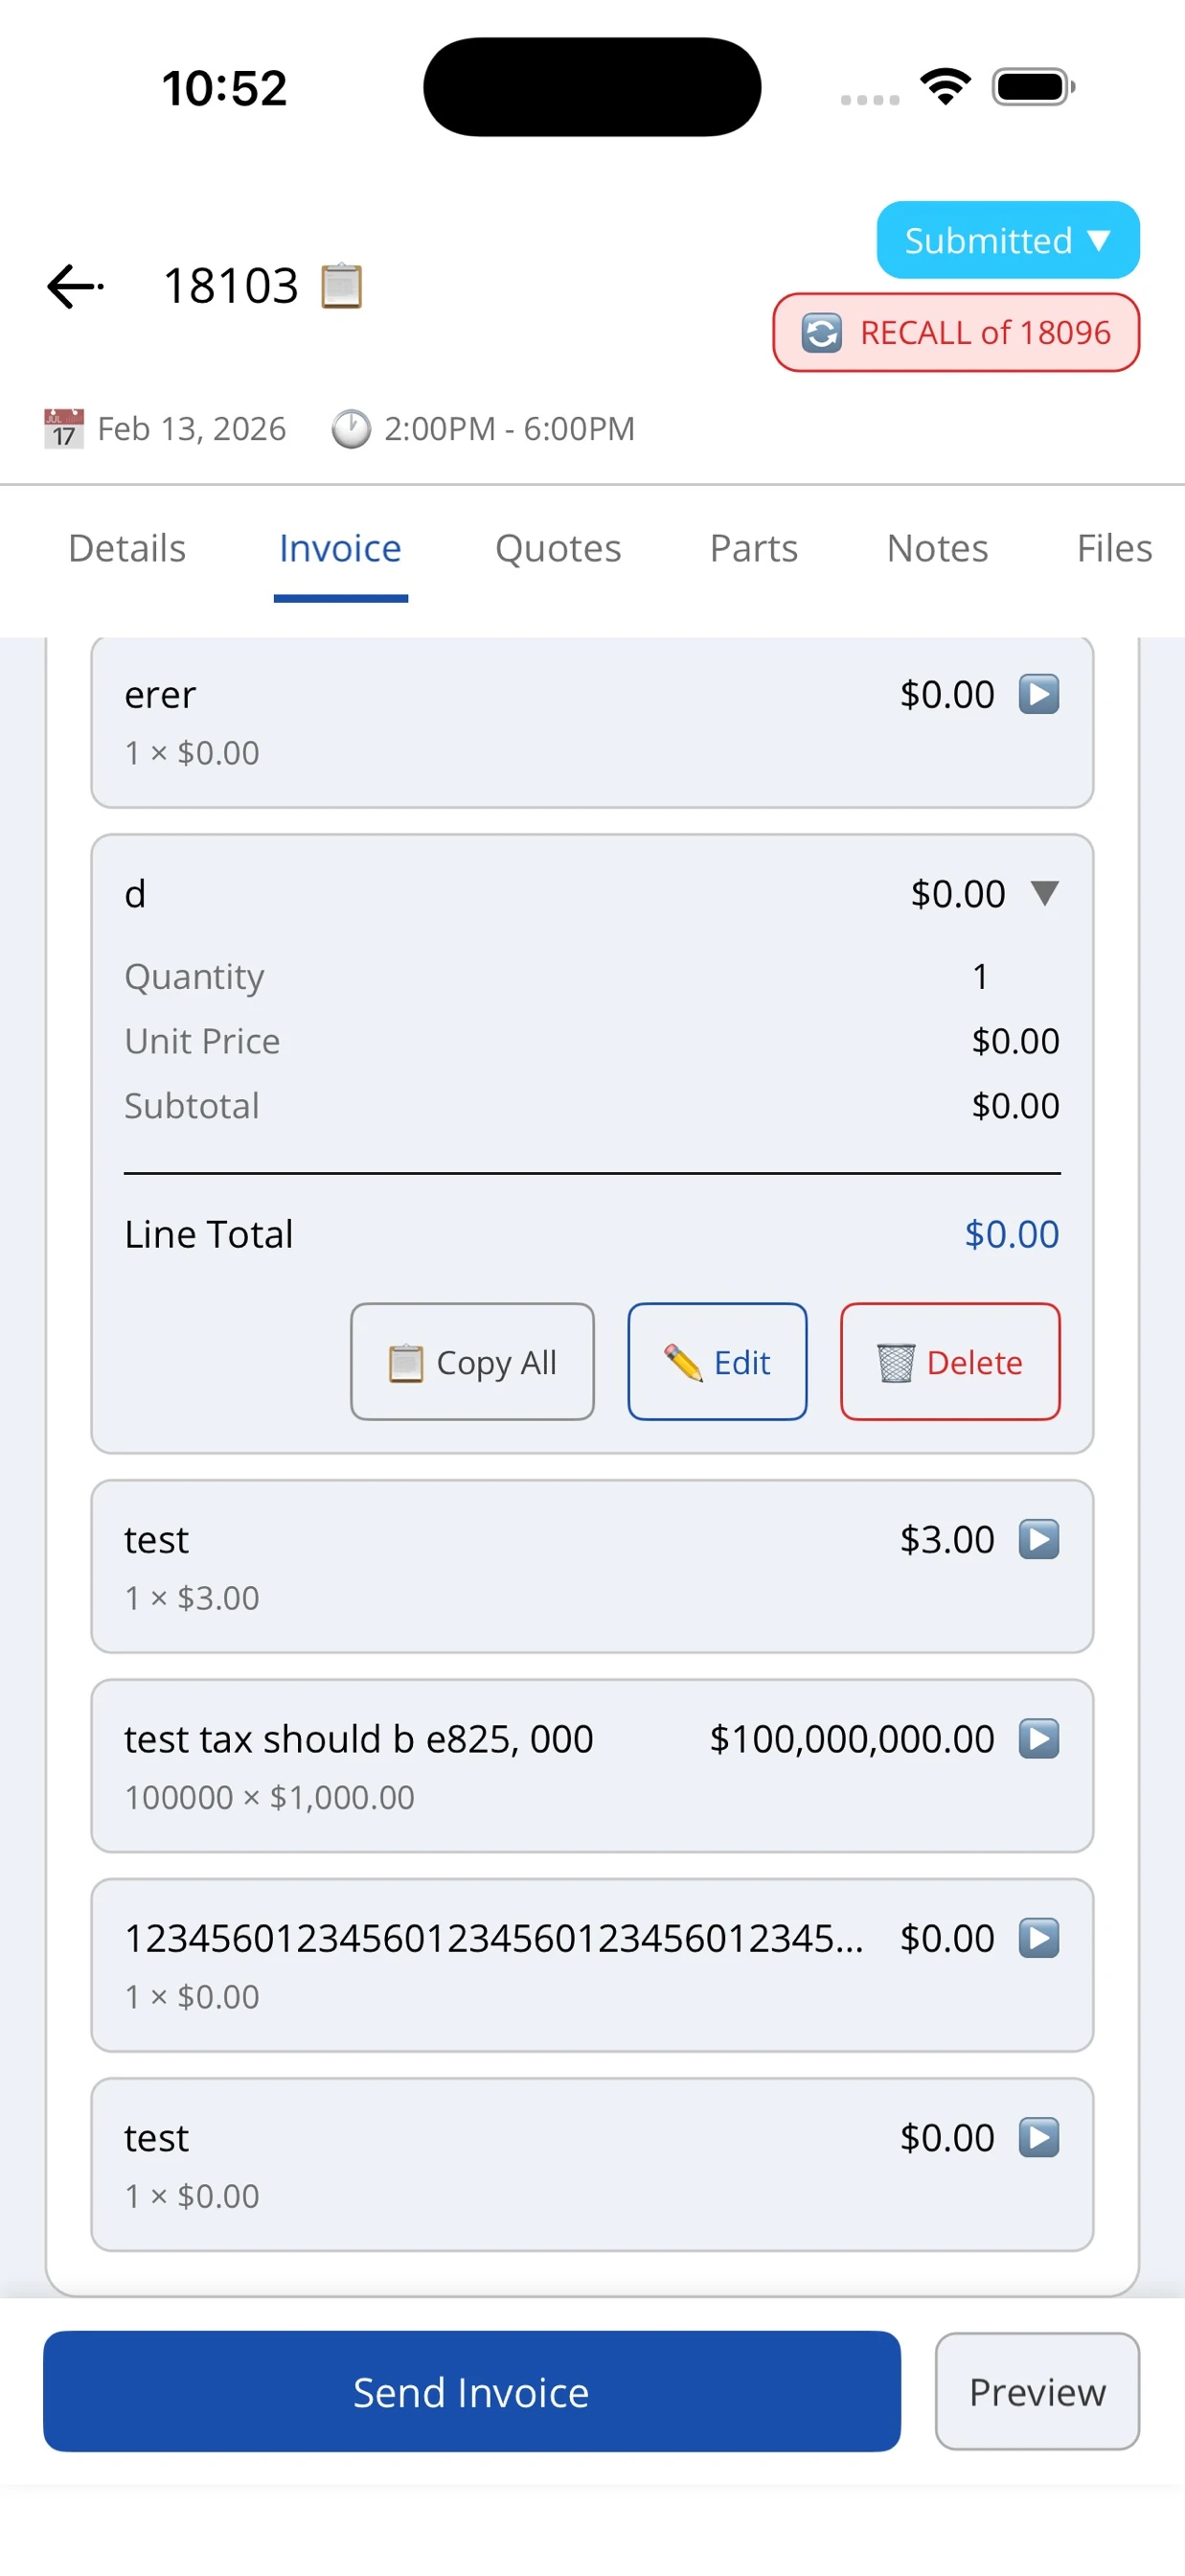 10:52
Submitted ▼
18103
RECALL of 18096
JUL 17 Feb 13, 2026 2:00PM - 6:00PM
Details Invoice Quotes Parts Notes Files
erer $0.00
1 × $0.00
d $0.00 ▼
Quantity 1
Unit Price $0.00
Subtotal $0.00
Line Total $0.00
Copy All Edit Delete
test $3.00
1 × $3.00
test tax should b e825, 000 $100,000,000.00
100000 × $1,000.00
123456012345601234560123456012345... $0.00
1 × $0.00
test $0.00
1 × $0.00
Send Invoice Preview